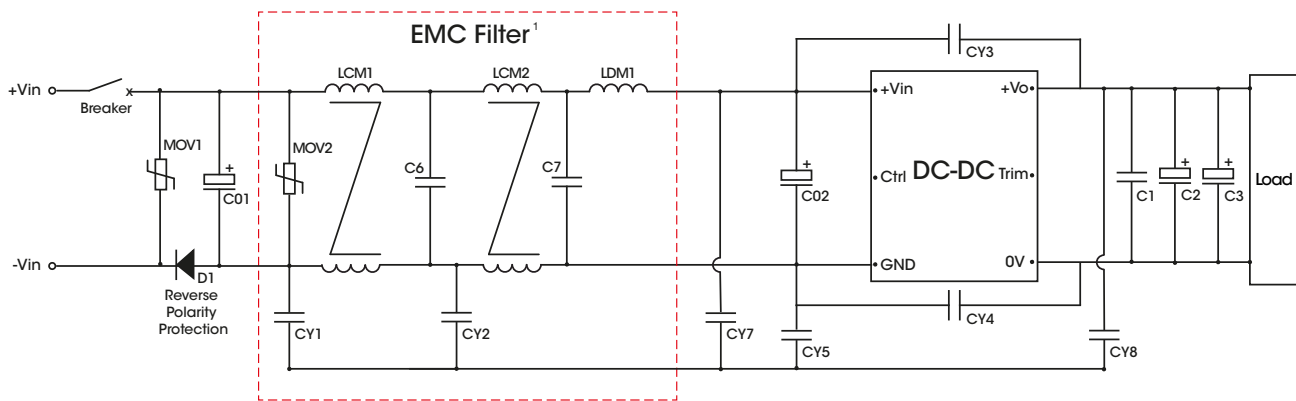 EMC Filter¹
CY3
LCM1
LCM2
LDM1
+Vin
x
Breaker
+Vin
+Vo
MOV1
+
C01
MOV2
C6
C7
+
C02
Ctrl
DC-DC
Trim
C1
+
C2
+
C3
Load
-Vin
D1
Reverse
Polarity
Protection
GND
0V
CY1
CY2
CY7
CY5
CY4
CY8